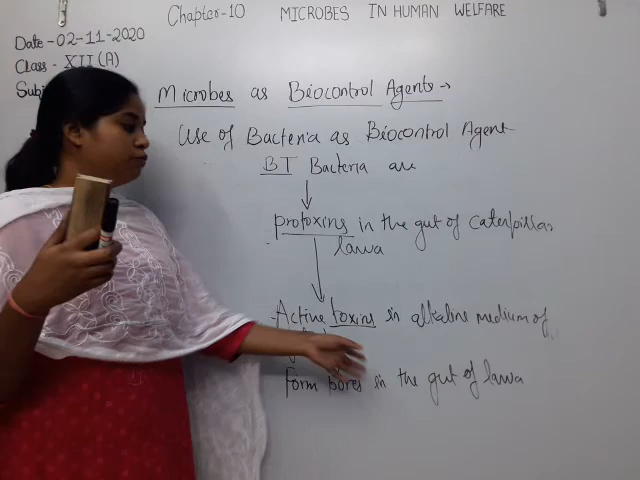 Chapter-10 MICROBES IN HUMAN WELFARE
Date - 02-11-2020
Class - XII (A)
Microbes as Biocontrol Agents →
Use of Bacteria as Biocontrol Agent
BT Bacteria are
protoxins in the gut of caterpillar
larva
Active toxins in alkaline medium of
form bores in the gut of larva